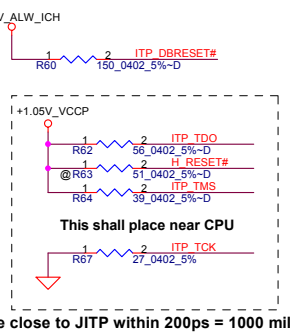 V_ALW_ICH
1 2 ITP_DBRESET#
R60 150_0402_5%~D
+1.05V_VCCP
1 2 ITP_TDO
R62 56_0402_5%~D
1 2 H_RESET#
@R63 51_0402_5%~D
1 2 ITP_TMS
R64 39_0402_5%~D
This shall place near CPU
1 2 ITP_TCK
R67 27_0402_5%
e close to JITP within 200ps = 1000 mil